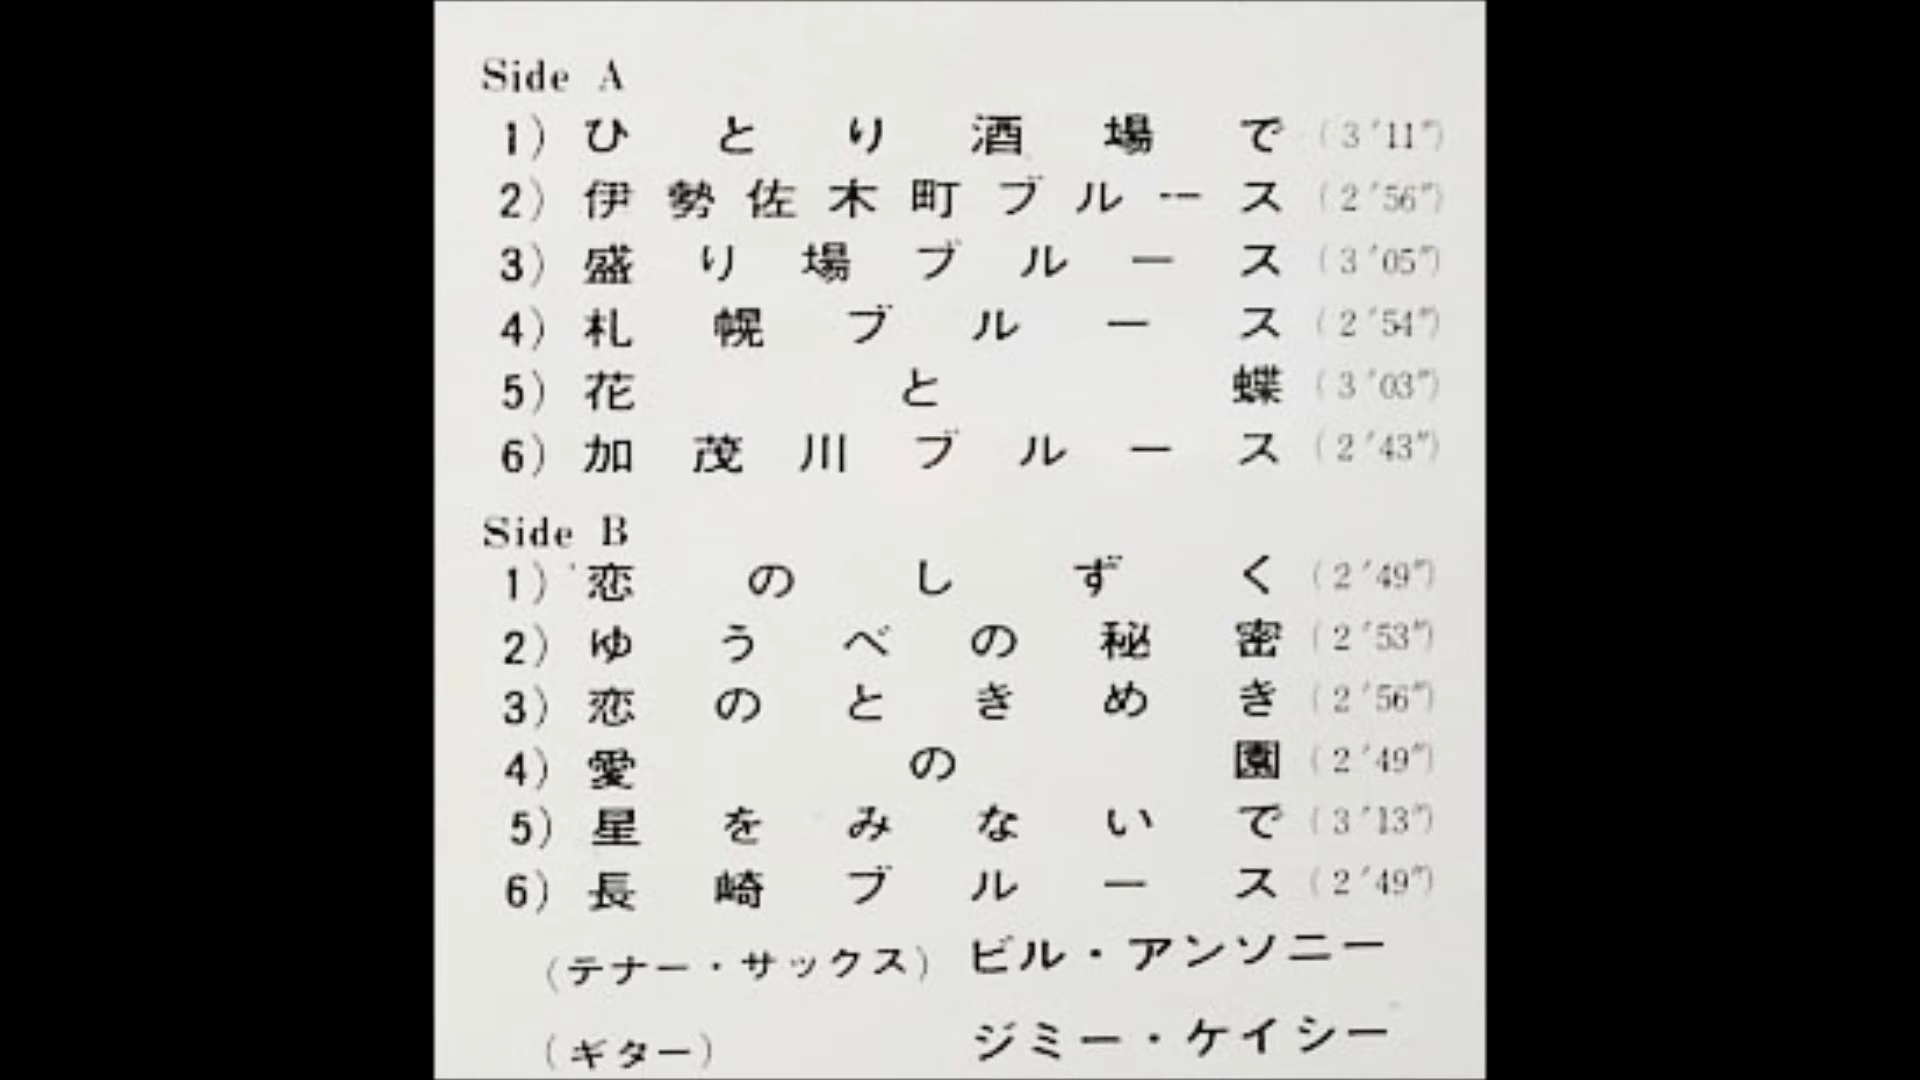 Side A
1) ひとり酒場で (3′11″)
2) 伊勢佐木町ブルース (2′56″)
3) 盛り場ブルース (3′05″)
4) 札幌ブルース (2′54″)
5) 花と蝶 (3′03″)
6) 加茂川ブルース (2′43″)
Side B
1) 恋のしずく (2′49″)
2) ゆうべの秘密 (2′53″)
3) 恋のときめき (2′56″)
4) 愛の園 (2′49″)
5) 星をみないで (3′13″)
6) 長崎ブルース (2′49″)
(テナー・サックス) ビル・アンソニー
(ギター) ジミー・ケイシー